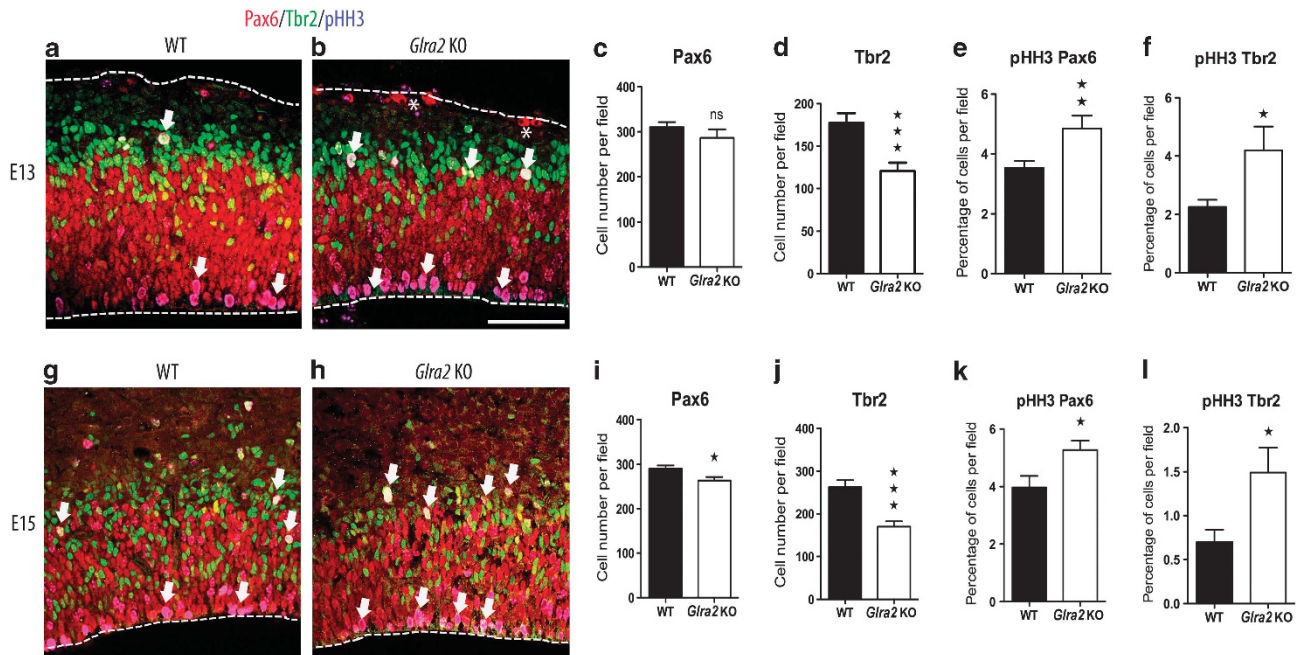 Pax6/Tbr2/pHH3
a
WT
b
Glra2 KO
E13
*
*
c
Pax6
Cell number per field
400
300
200
100
0
ns
WT
Glra2 KO
d
Tbr2
Cell number per field
200
150
100
50
0
★
★
★
WT
Glra2 KO
e
pHH3 Pax6
Percentage of cells per field
6
4
2
0
★
★
WT
Glra2 KO
f
pHH3 Tbr2
Percentage of cells per field
6
4
2
0
★
WT
Glra2 KO
g
WT
h
Glra2 KO
E15
i
Pax6
Cell number per field
400
300
200
100
0
★
WT
Glra2 KO
j
Tbr2
Cell number per field
400
300
200
100
0
★
★
★
WT
Glra2 KO
k
pHH3 Pax6
Percentage of cells per field
6
4
2
0
★
WT
Glra2 KO
l
pHH3 Tbr2
Percentage of cells per field
2.0
1.5
1.0
0.5
0.0
★
WT
Glra2 KO